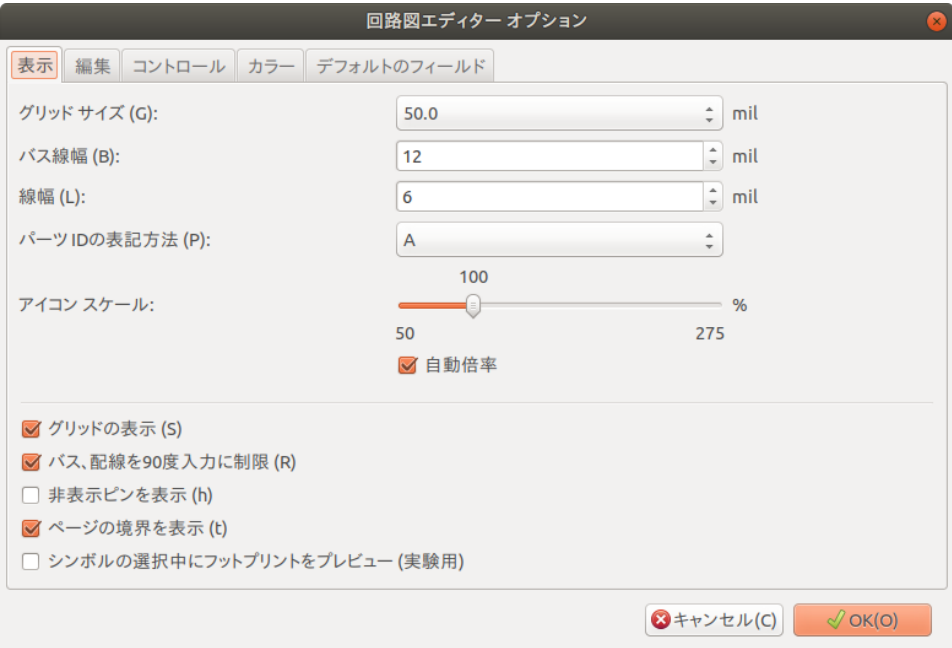 回路図エディター オプション
表示 編集 コントロール カラー デフォルトのフィールド
グリッド サイズ (G): 50.0 mil
バス線幅 (B): 12 mil
線幅 (L): 6 mil
パーツ IDの表記方法 (P): A
100
アイコン スケール: %
50 275
自動倍率
グリッドの表示 (S)
バス、配線を90度入力に制限 (R)
非表示ピンを表示 (h)
ページの境界を表示 (t)
シンボルの選択中にフットプリントをプレビュー (実験用)
キャンセル(C) OK(O)